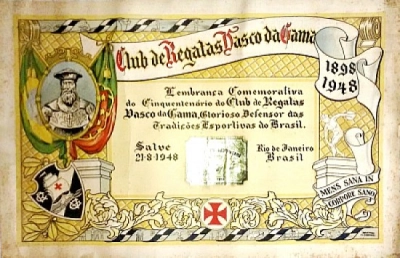 Club de Regatas Vasco da Gama
1898
1948
Lembrança Comemorativa
do Cinquentenário do Club de Regatas
Vasco da Gama, Glorioso Defensor das
Tradições Esportivas do Brasil.
Salve
21-8-1948
Rio de Janeiro
Brasil
MENS SANA IN
CORPORE SANO